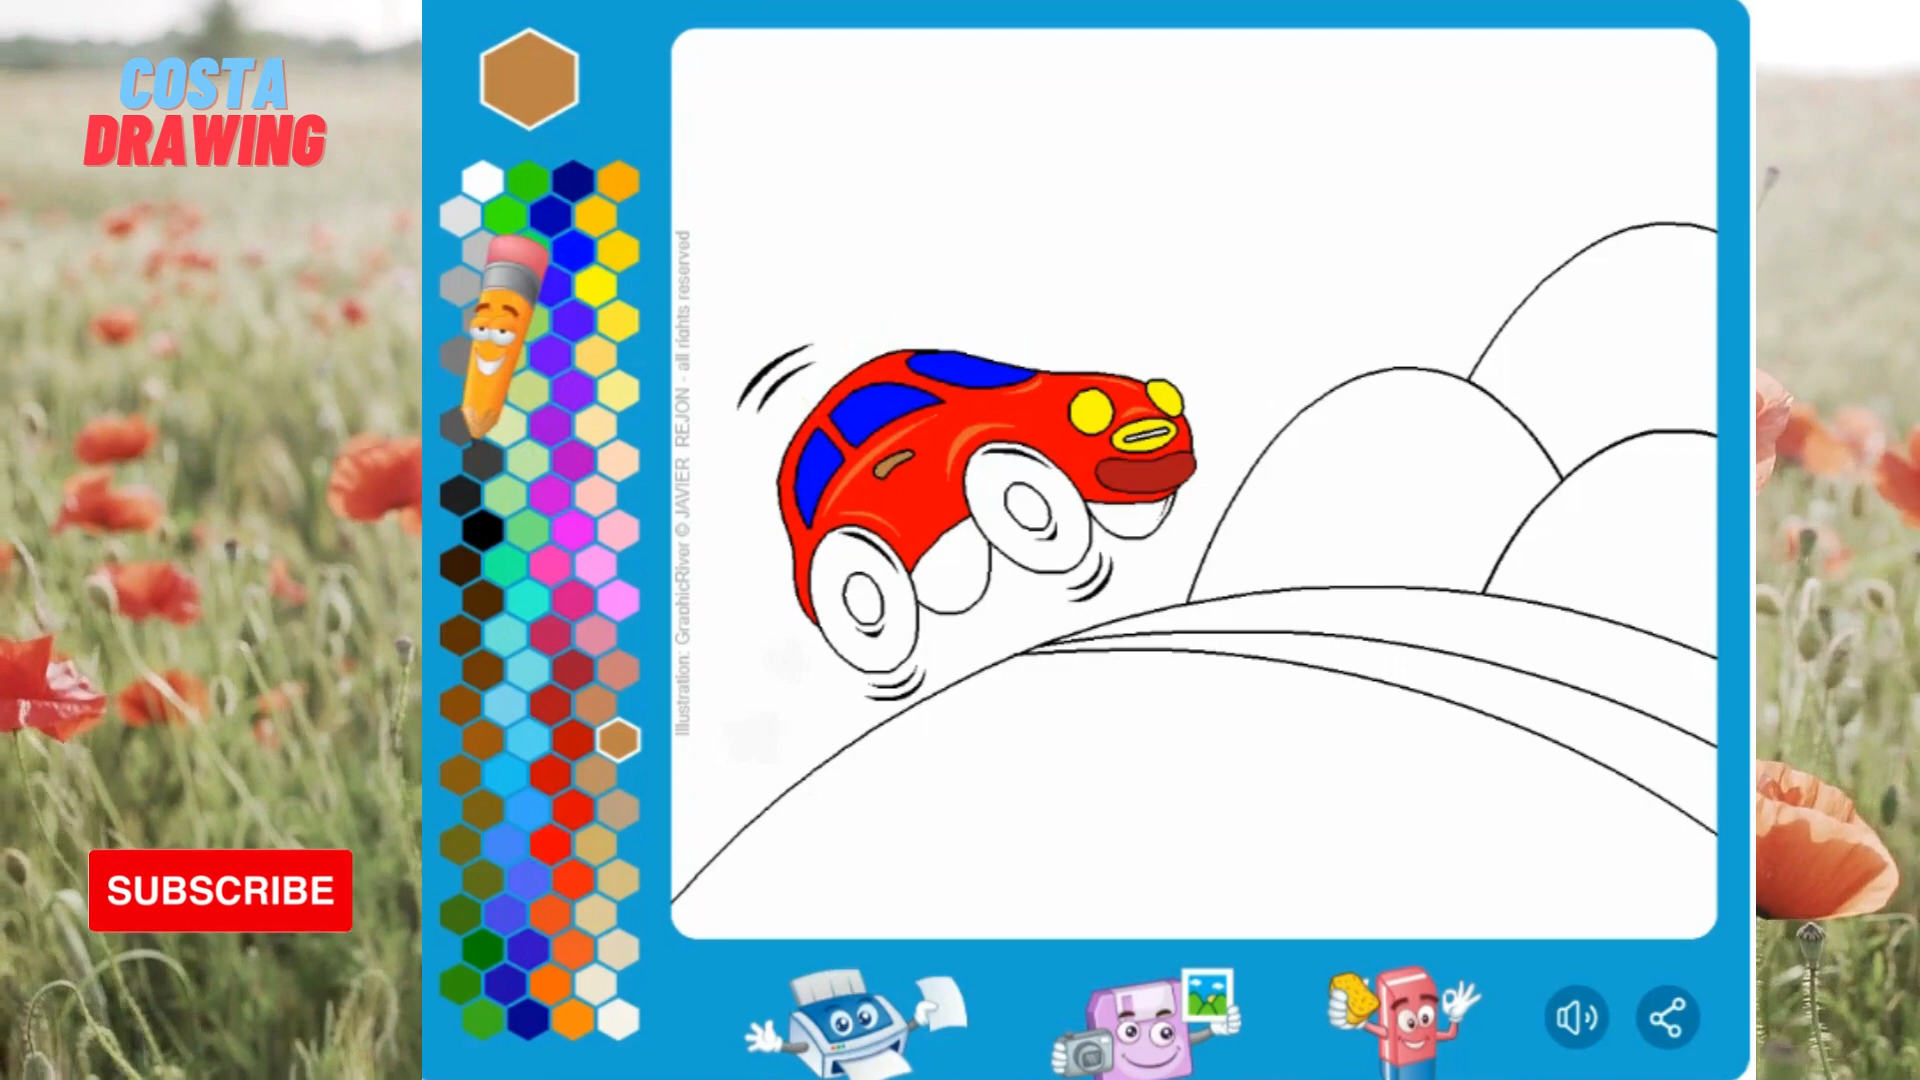 COSTA
DRAWING
Illustration: GraphicRiver © JAVIER REJON - all rights reserved
SUBSCRIBE